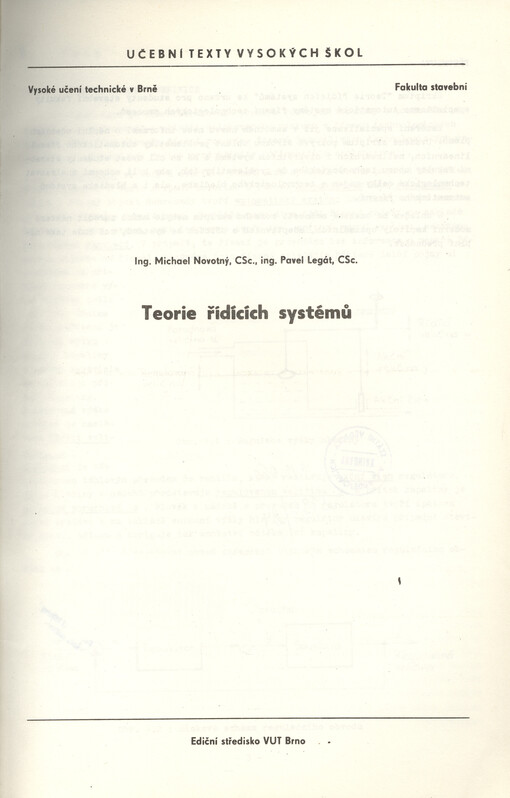 UČEBNÍ TEXTY VYSOKÝCH ŠKOL
Vysoké učení technické v Brně
Fakulta stavební
Ing. Michael Novotný, CSc., ing. Pavel Legát, CSc.
Teorie řídících systémů
Ediční středisko VUT Brno